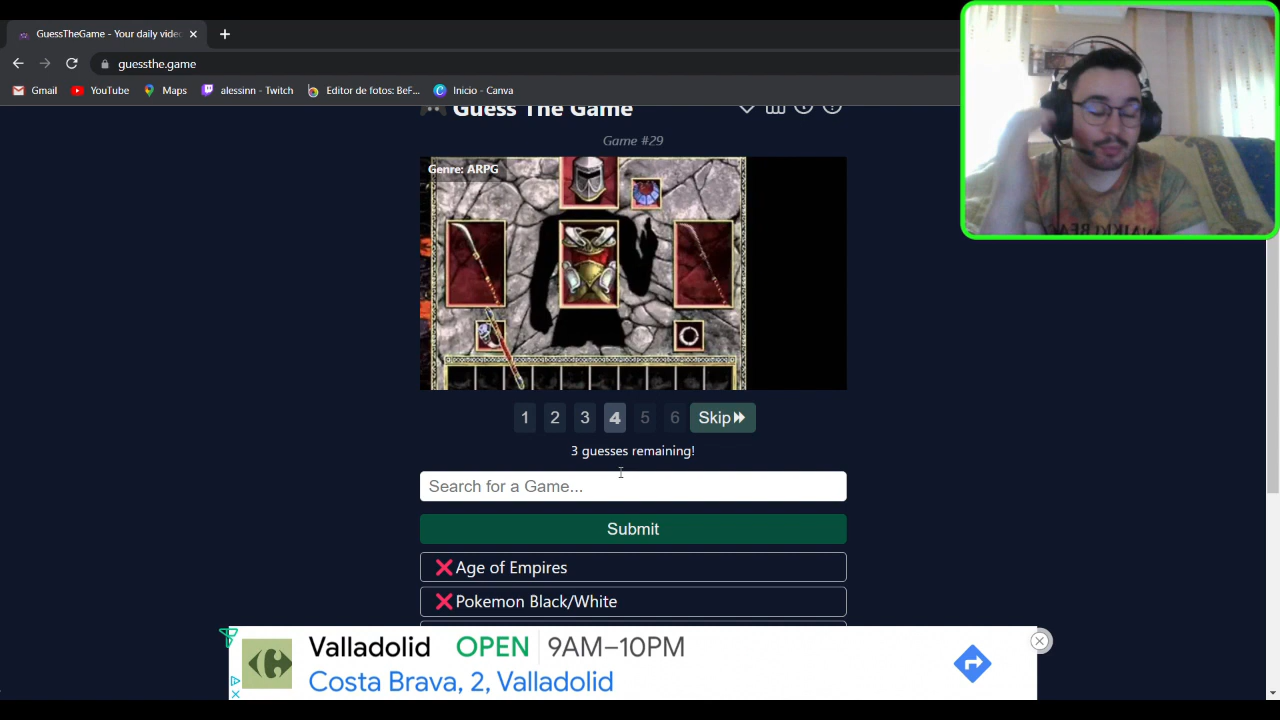 GuessTheGame - Your daily vide
guessthe.game
Gmail
YouTube
Maps
alessinn - Twitch
Editor de fotos: BeF...
Inicio - Canva
Guess The Game
Game #29
Genre: ARPG
1 2 3 4 5 6 Skip
3 guesses remaining!
Search for a Game...
Submit
Age of Empires
Pokemon Black/White
Valladolid OPEN 9AM–10PM
Costa Brava, 2, Valladolid